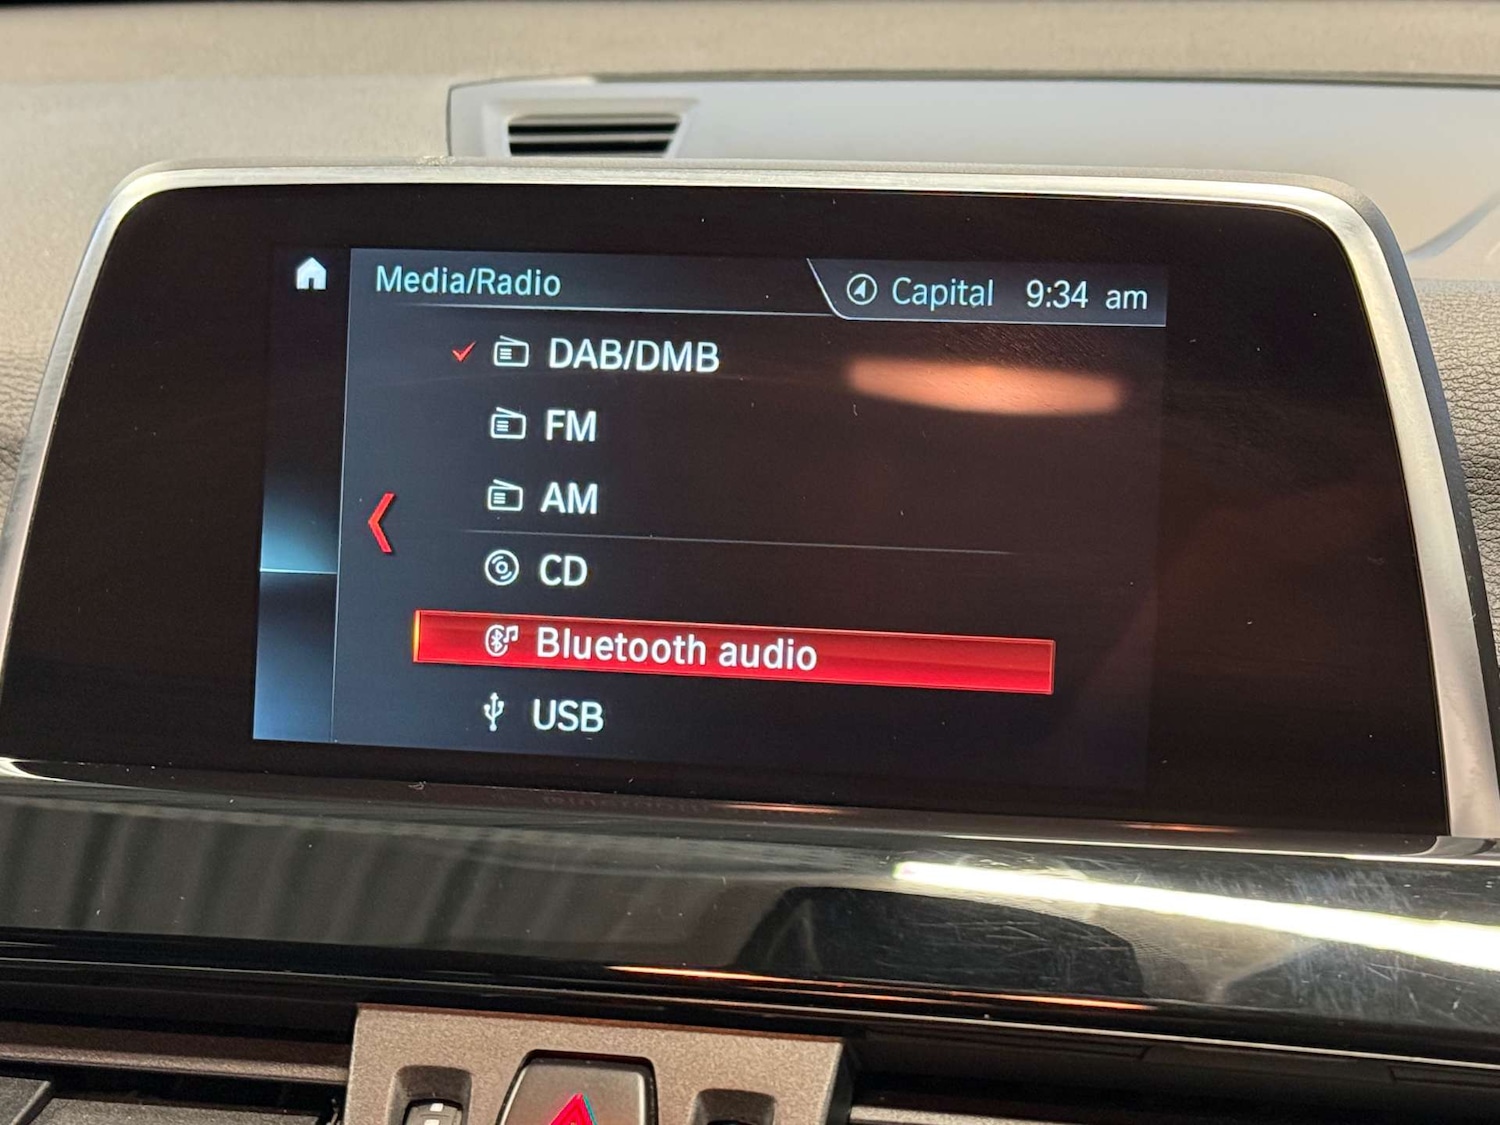 Media/Radio
Capital 9:34 am
DAB/DMB
FM
AM
CD
Bluetooth audio
USB